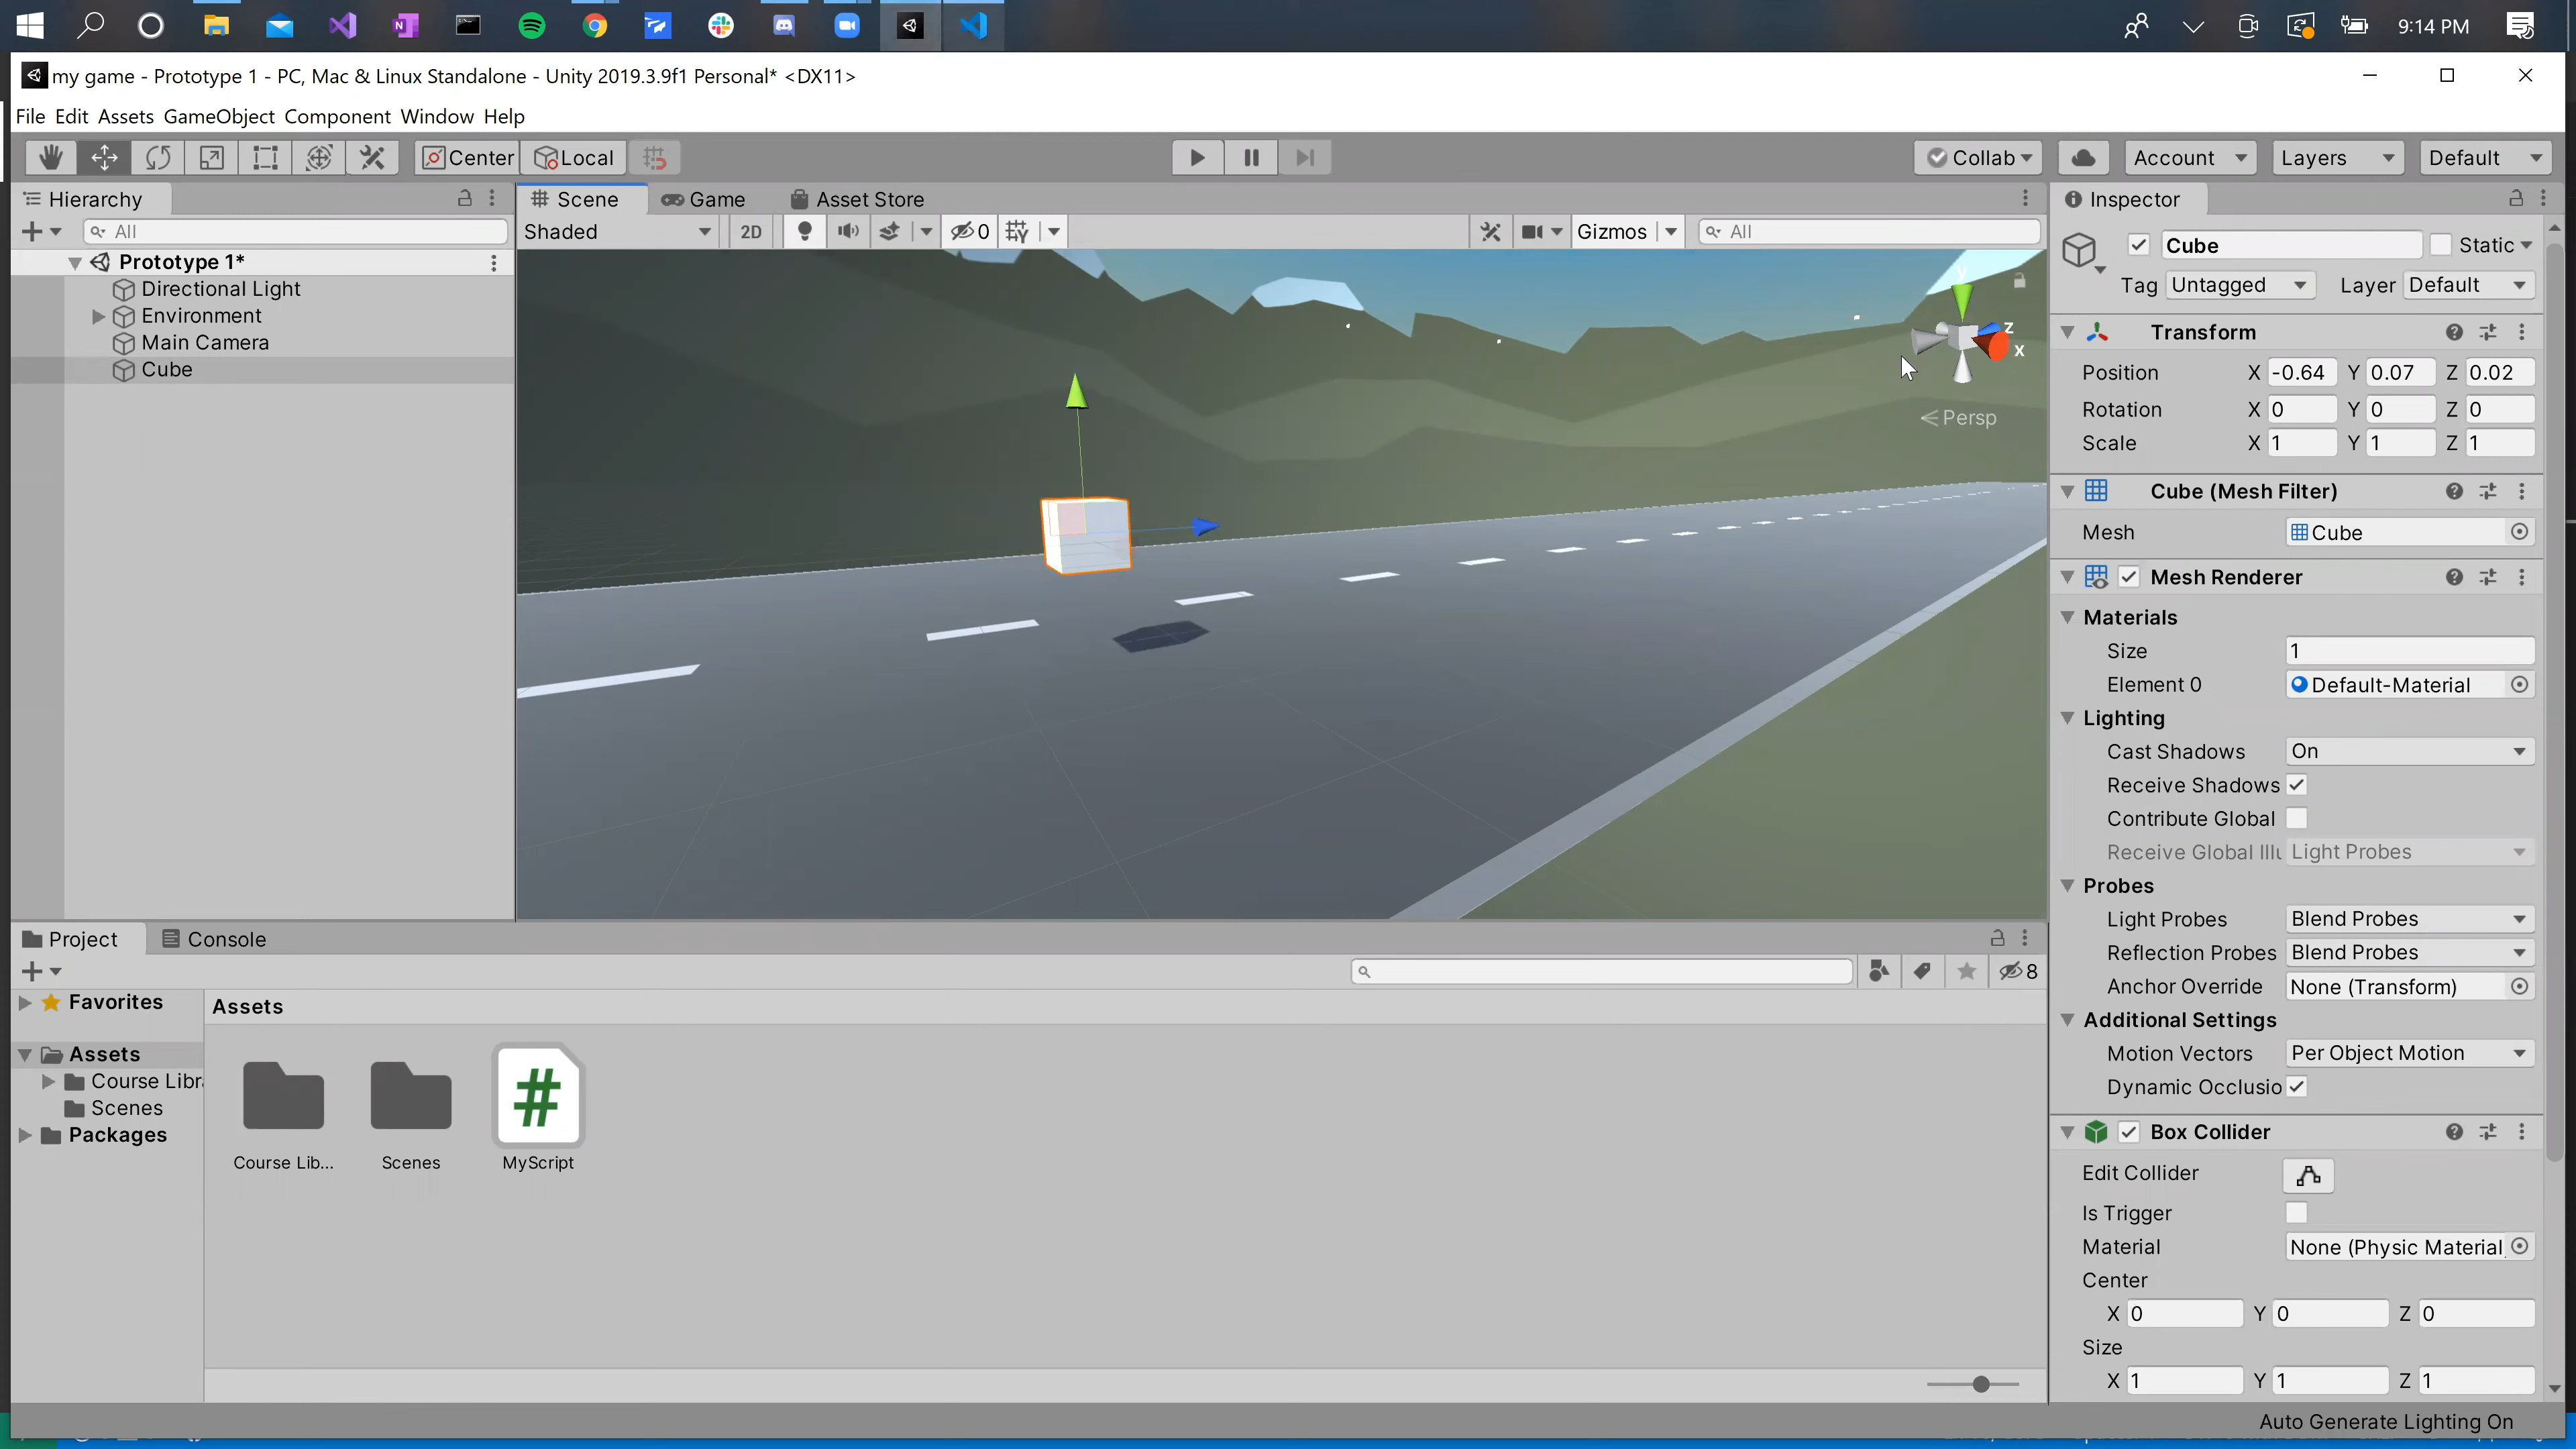 9:14 PM
my game - Prototype 1 - PC, Mac & Linux Standalone - Unity 2019.3.9f1 Personal* <DX11>
File Edit Assets GameObject Component Window Help
Center Local Collab Account Layers Default
Hierarchy
All
Prototype 1*
Directional Light
Environment
Main Camera
Cube
Scene Game Asset Store
Shaded 2D 0 Gizmos All
y
z
x
Persp
Inspector
Cube Static
Tag Untagged Layer Default
Transform
Position X -0.64 Y 0.07 Z 0.02
Rotation X 0 Y 0 Z 0
Scale X 1 Y 1 Z 1
Cube (Mesh Filter)
Mesh Cube
Mesh Renderer
Materials
Size 1
Element 0 Default-Material
Lighting
Cast Shadows On
Receive Shadows
Contribute Global
Receive Global Illu Light Probes
Probes
Light Probes Blend Probes
Reflection Probes Blend Probes
Anchor Override None (Transform)
Additional Settings
Motion Vectors Per Object Motion
Dynamic Occlusio
Box Collider
Edit Collider
Is Trigger
Material None (Physic Material
Center
X 0 Y 0 Z 0
Size
X 1 Y 1 Z 1
Project Console
8
Favorites
Assets
Course Libr
Scenes
Packages
Assets
Course Lib...
Scenes
MyScript
Auto Generate Lighting On